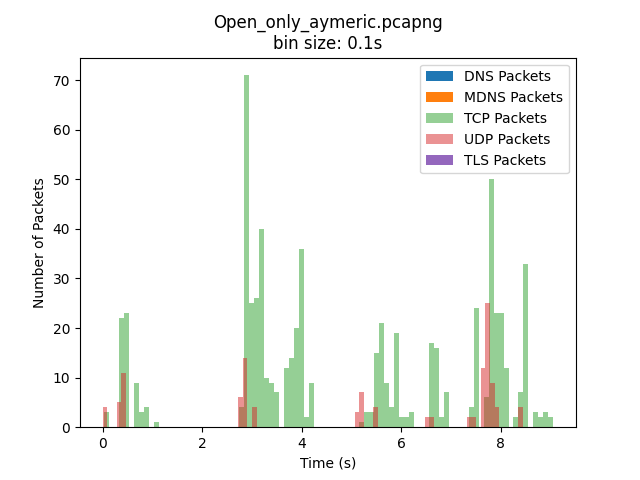 Open_only_aymeric.pcapng
bin size: 0.1s
DNS Packets
MDNS Packets
TCP Packets
UDP Packets
TLS Packets
Number of Packets
70
60
50
40
30
20
10
0
0 2 4 6 8
Time (s)